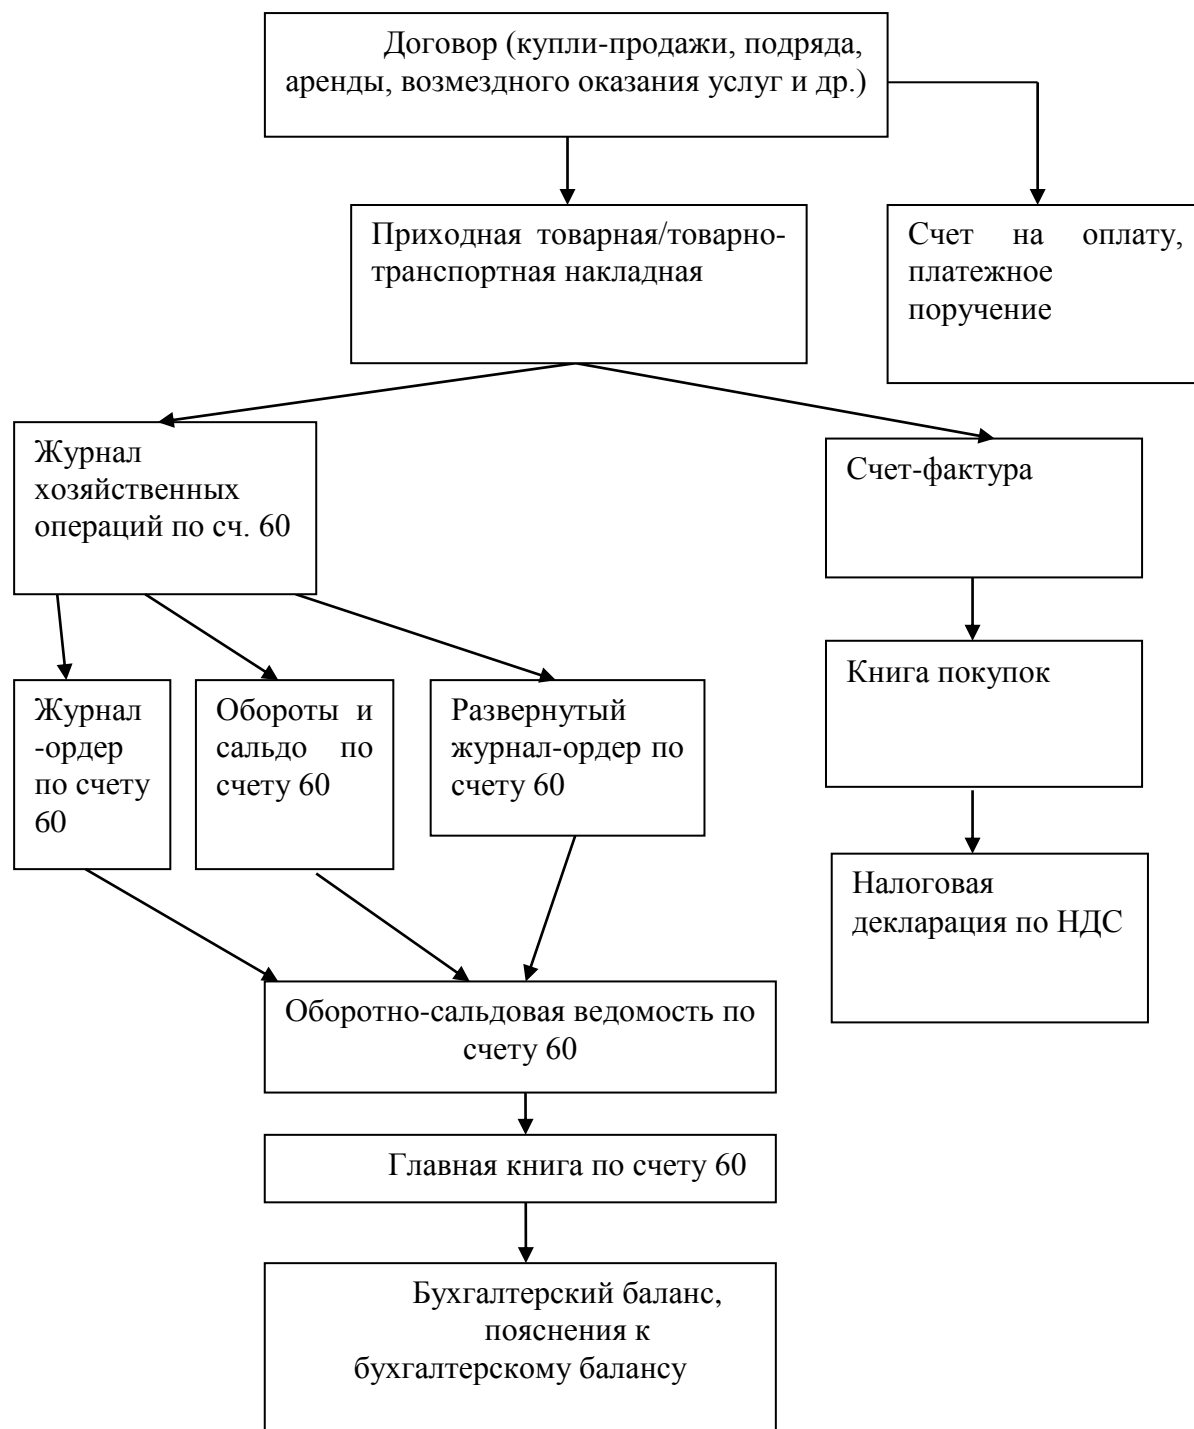 Договор (купли-продажи, подряда,
аренды, возмездного оказания услуг и др.)
Приходная товарная/товарно-
транспортная накладная
Счет на оплату,
платежное
поручение
Журнал
хозяйственных
операций по сч. 60
Счет-фактура
Книга покупок
Журнал
-ордер
по счету
60
Обороты и
сальдо по
счету 60
Развернутый
журнал-ордер по
счету 60
Налоговая
декларация по НДС
Оборотно-сальдовая ведомость по
счету 60
Главная книга по счету 60
Бухгалтерский баланс,
пояснения к
бухгалтерскому балансу